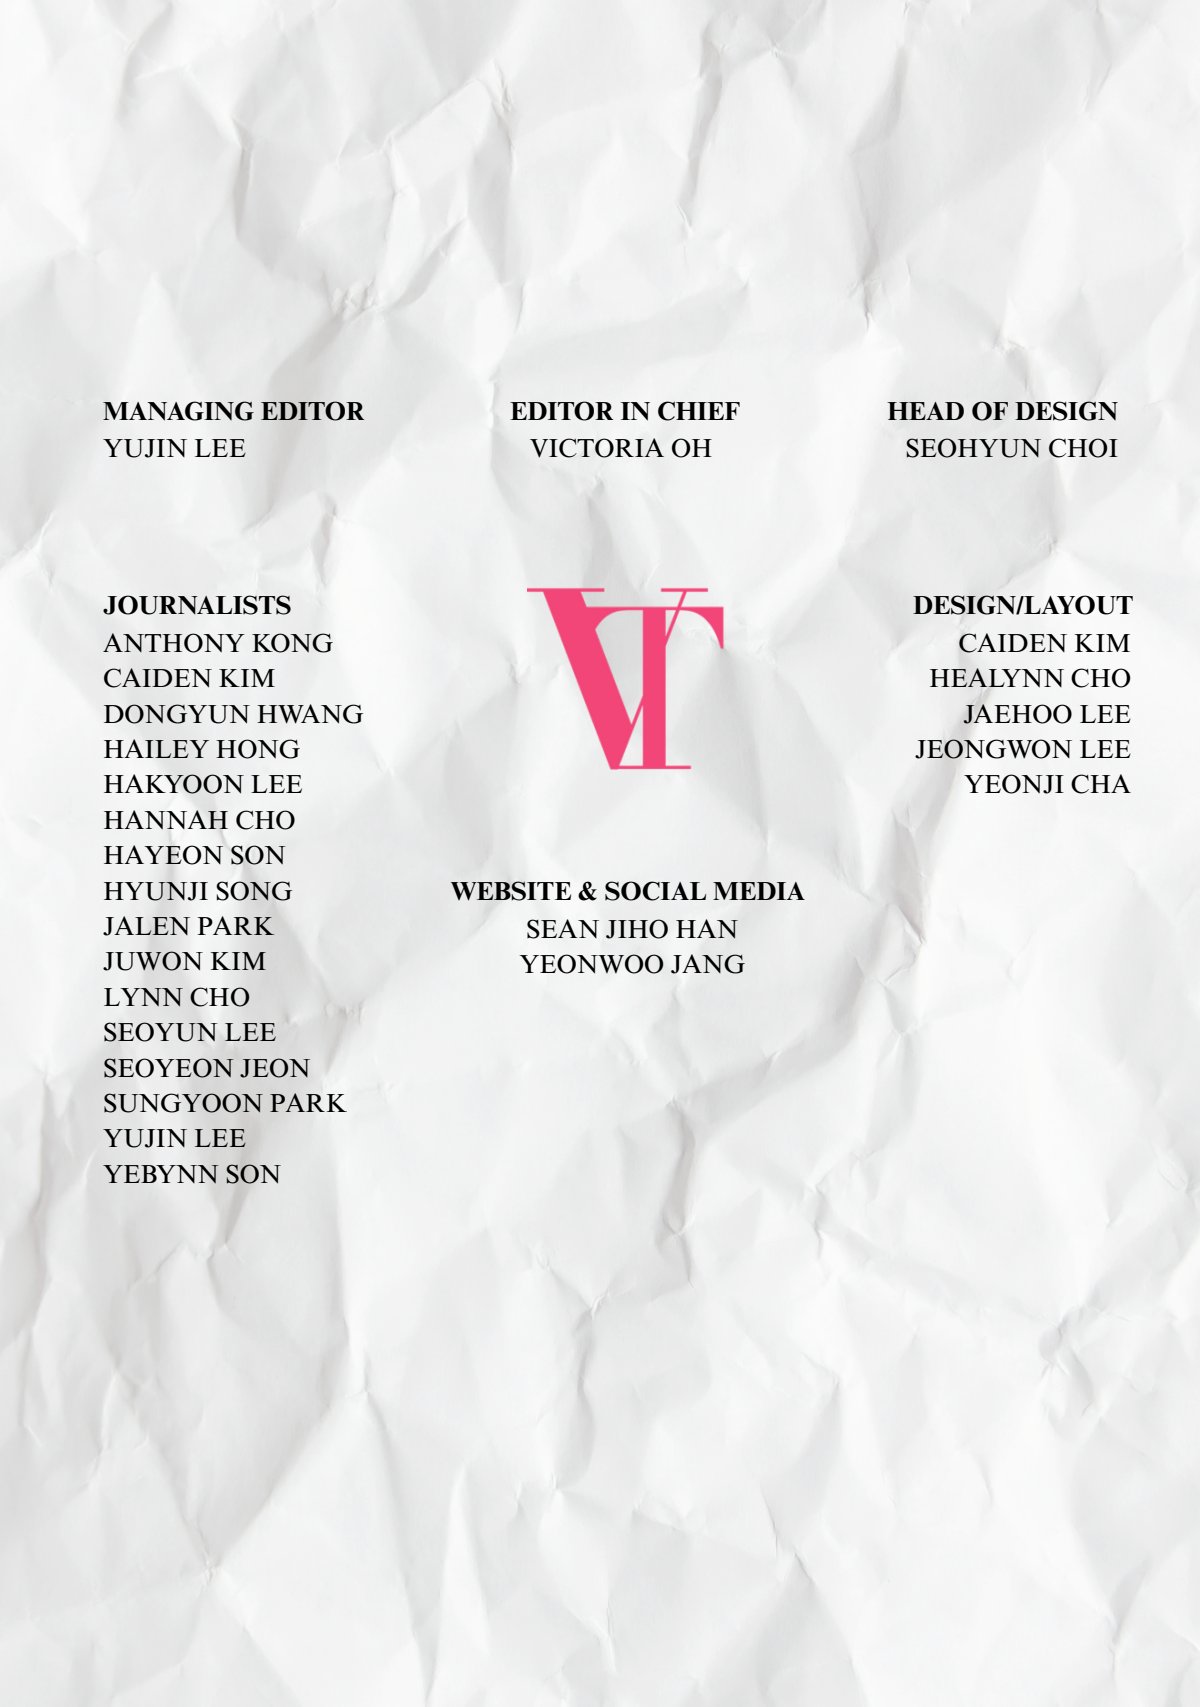 MANAGING EDITOR
YUJIN LEE
EDITOR IN CHIEF
VICTORIA OH
HEAD OF DESIGN
SEOHYUN CHOI
JOURNALISTS
ANTHONY KONG
CAIDEN KIM
DONGYUN HWANG
HAILEY HONG
HAKYOON LEE
HANNAH CHO
HAYEON SON
HYUNJI SONG
JALEN PARK
JUWON KIM
LYNN CHO
SEOYUN LEE
SEOYEON JEON
SUNGYOON PARK
YUJIN LEE
YEBYNN SON
VT
WEBSITE & SOCIAL MEDIA
SEAN JIHO HAN
YEONWOO JANG
DESIGN/LAYOUT
CAIDEN KIM
HEALYNN CHO
JAEHOO LEE
JEONGWON LEE
YEONJI CHA